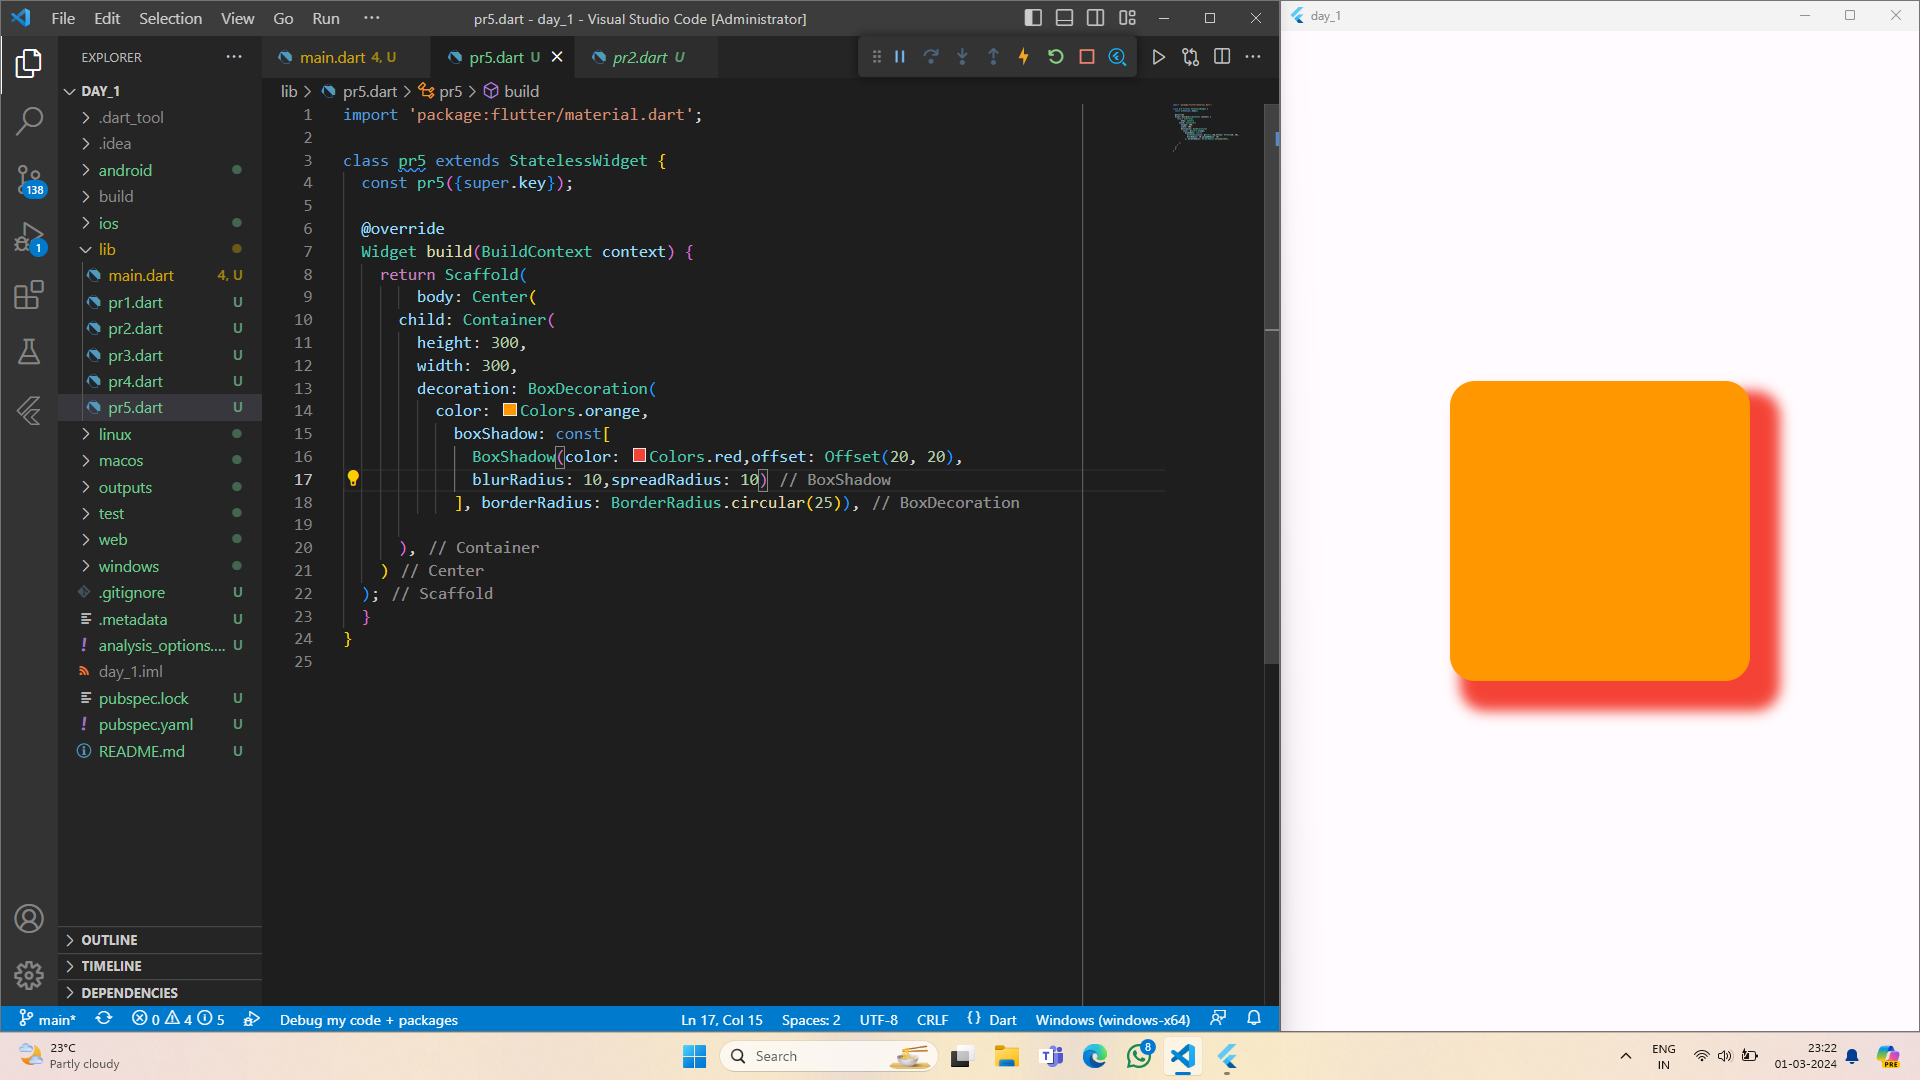 File Edit Selection View Go Run ··· pr5.dart - day_1 - Visual Studio Code [Administrator]
day_1
EXPLORER ···
main.dart 4, U pr5.dart U pr2.dart U
DAY_1
lib > pr5.dart > pr5 > build
.dart_tool
.idea
android
build
ios
lib
main.dart 4, U
pr1.dart U
pr2.dart U
pr3.dart U
pr4.dart U
pr5.dart U
linux
macos
outputs
test
web
windows
.gitignore U
.metadata U
analysis_options.... U
day_1.iml
pubspec.lock U
pubspec.yaml U
README.md U
138
1
OUTLINE
TIMELINE
DEPENDENCIES
1 import 'package:flutter/material.dart';
2
3 class pr5 extends StatelessWidget {
4 const pr5({super.key});
5
6 @override
7 Widget build(BuildContext context) {
8 return Scaffold(
9 body: Center(
10 child: Container(
11 height: 300,
12 width: 300,
13 decoration: BoxDecoration(
14 color: Colors.orange,
15 boxShadow: const[
16 BoxShadow(color: Colors.red,offset: Offset(20, 20),
17 blurRadius: 10,spreadRadius: 10) // BoxShadow
18 ], borderRadius: BorderRadius.circular(25)), // BoxDecoration
19
20 ), // Container
21 ) // Center
22 ); // Scaffold
23 }
24 }
25
main* 0 4 5 Debug my code + packages Ln 17, Col 15 Spaces: 2 UTF-8 CRLF {} Dart Windows (windows-x64)
23°C
Partly cloudy
Search
8
ENG
IN
23:22
01-03-2024
PRE